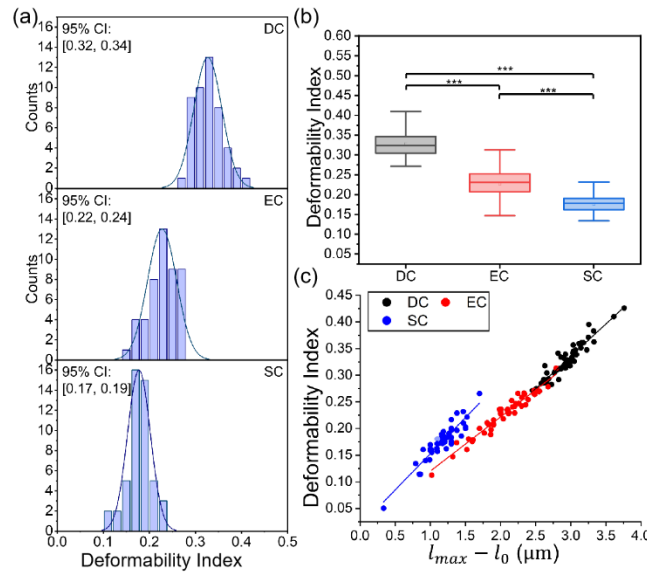 (a)
95% CI:
[0.32, 0.34]
DC
16
14
12
10
8
6
4
2
0
Counts
95% CI:
[0.22, 0.24]
EC
16
14
12
10
8
6
4
2
0
Counts
95% CI:
[0.17, 0.19]
SC
16
14
12
10
8
6
4
2
0
Counts
0.0 0.1 0.2 0.3 0.4 0.5
Deformability Index
(b)
0.60
0.55
0.50
0.45
0.40
0.35
0.30
0.25
0.20
0.15
0.10
0.05
Deformability Index
***
*** ***
DC EC SC
(c)
DC EC
SC
0.45
0.40
0.35
0.30
0.25
0.20
0.15
0.10
0.05
Deformability Index
0.0 0.5 1.0 1.5 2.0 2.5 3.0 3.5 4.0
l_max − l_0 (μm)